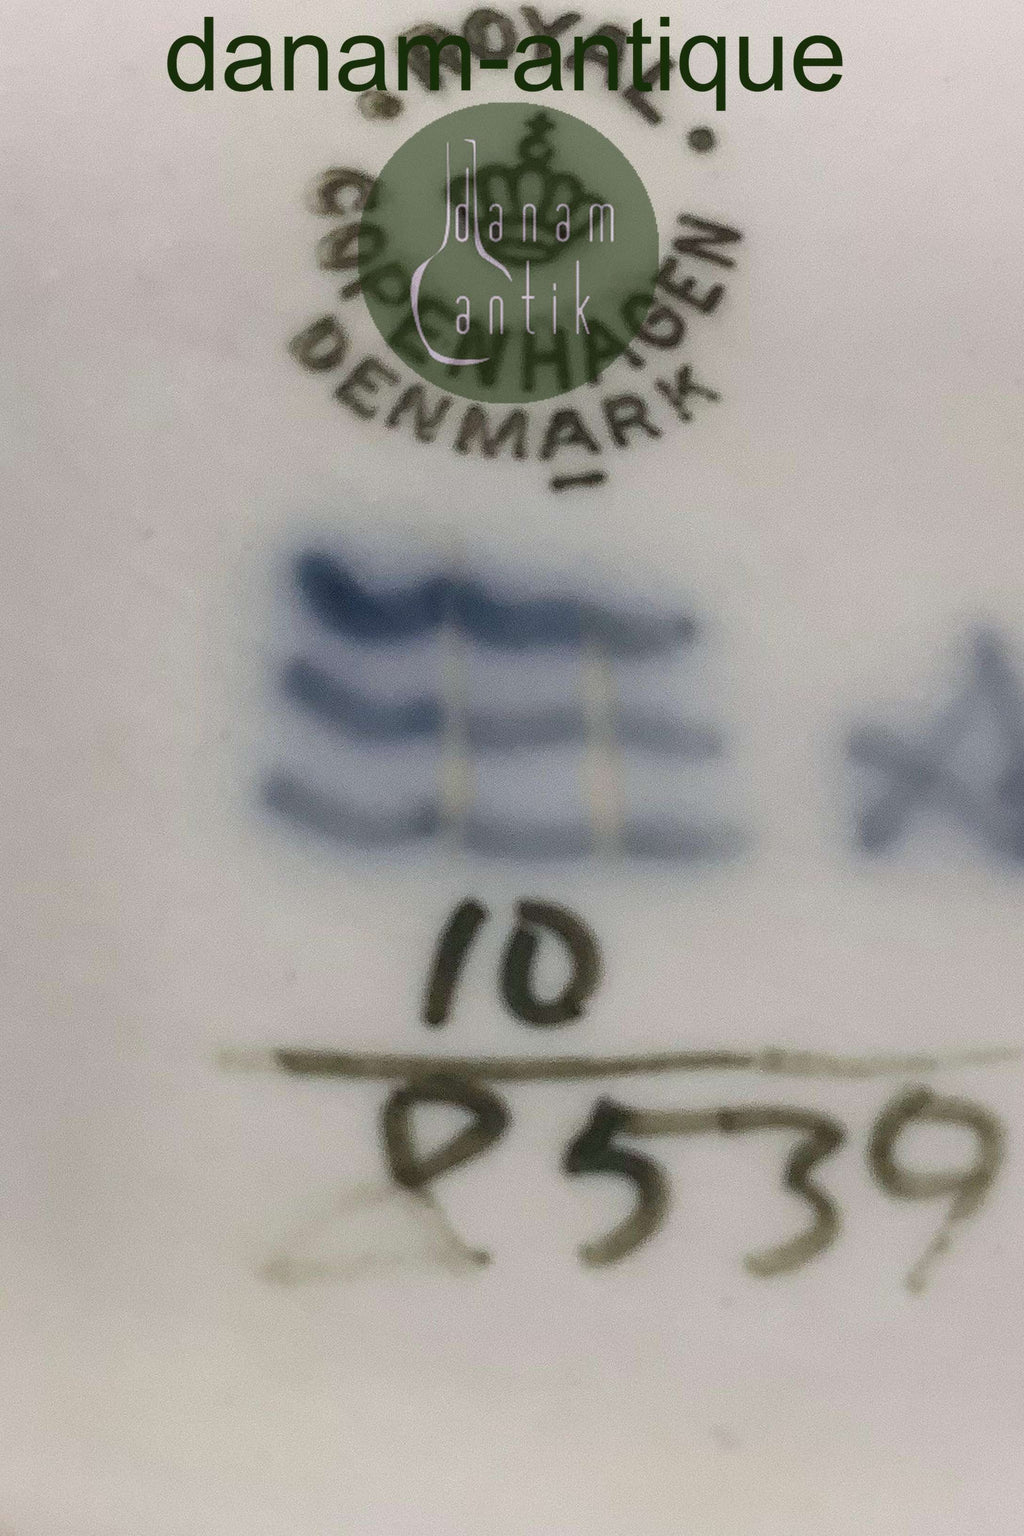 danam-antique
· ROYAL ·
danam
antik
COPENHAGEN
DENMARK
10
8539